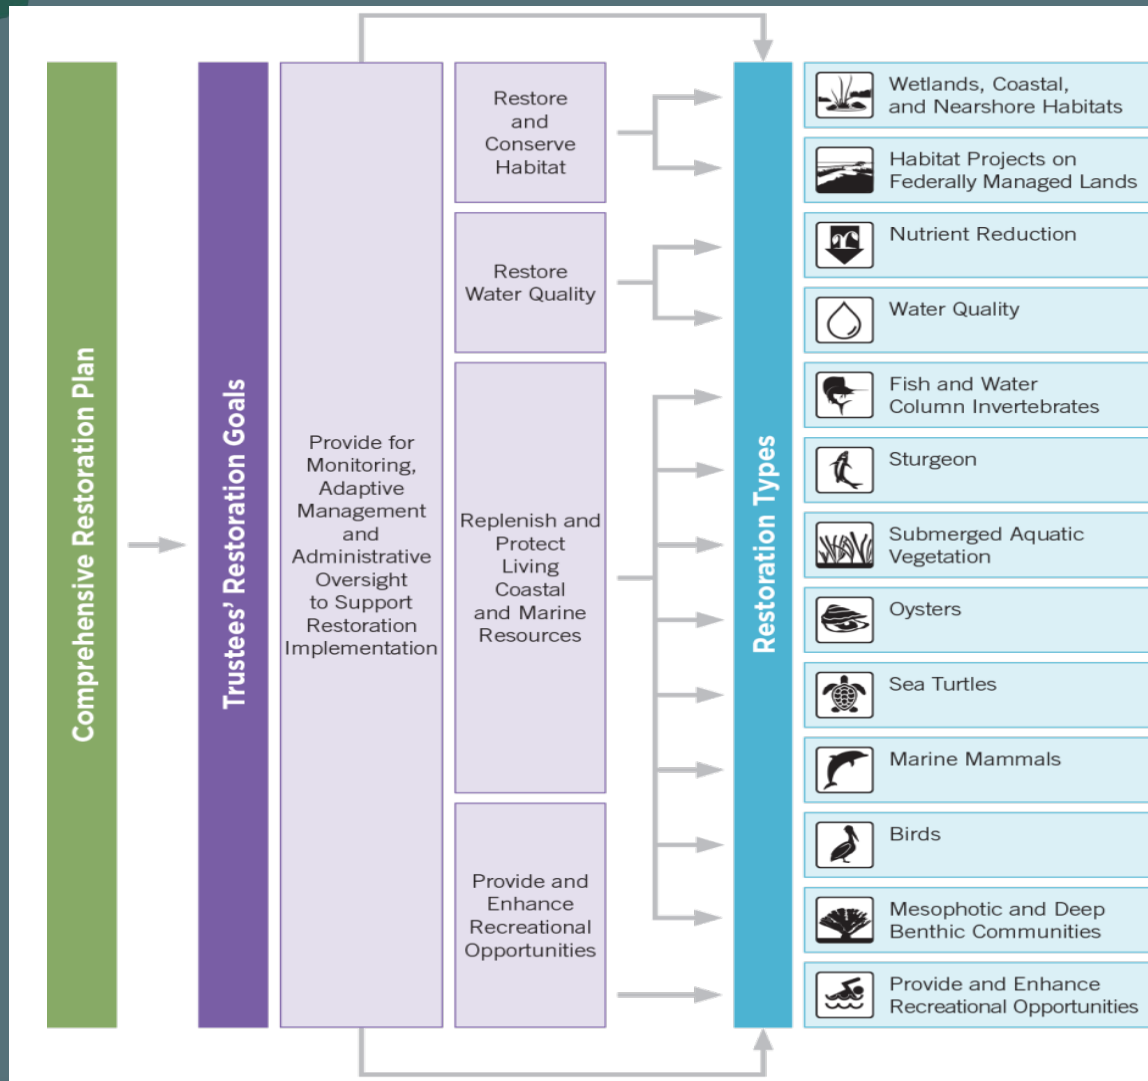 Comprehensive Restoration Plan
Trustees’ Restoration Goals
Provide for
Monitoring,
Adaptive
Management
and
Administrative
Oversight
to Support
Restoration
Implementation
Restore
and
Conserve
Habitat
Restore
Water Quality
Replenish and
Protect
Living
Coastal
and Marine
Resources
Provide and
Enhance
Recreational
Opportunities
Restoration Types
Wetlands, Coastal,
and Nearshore Habitats
Habitat Projects on
Federally Managed Lands
Nutrient Reduction
Water Quality
Fish and Water
Column Invertebrates
Sturgeon
Submerged Aquatic
Vegetation
Oysters
Sea Turtles
Marine Mammals
Birds
Mesophotic and Deep
Benthic Communities
Provide and Enhance
Recreational Opportunities